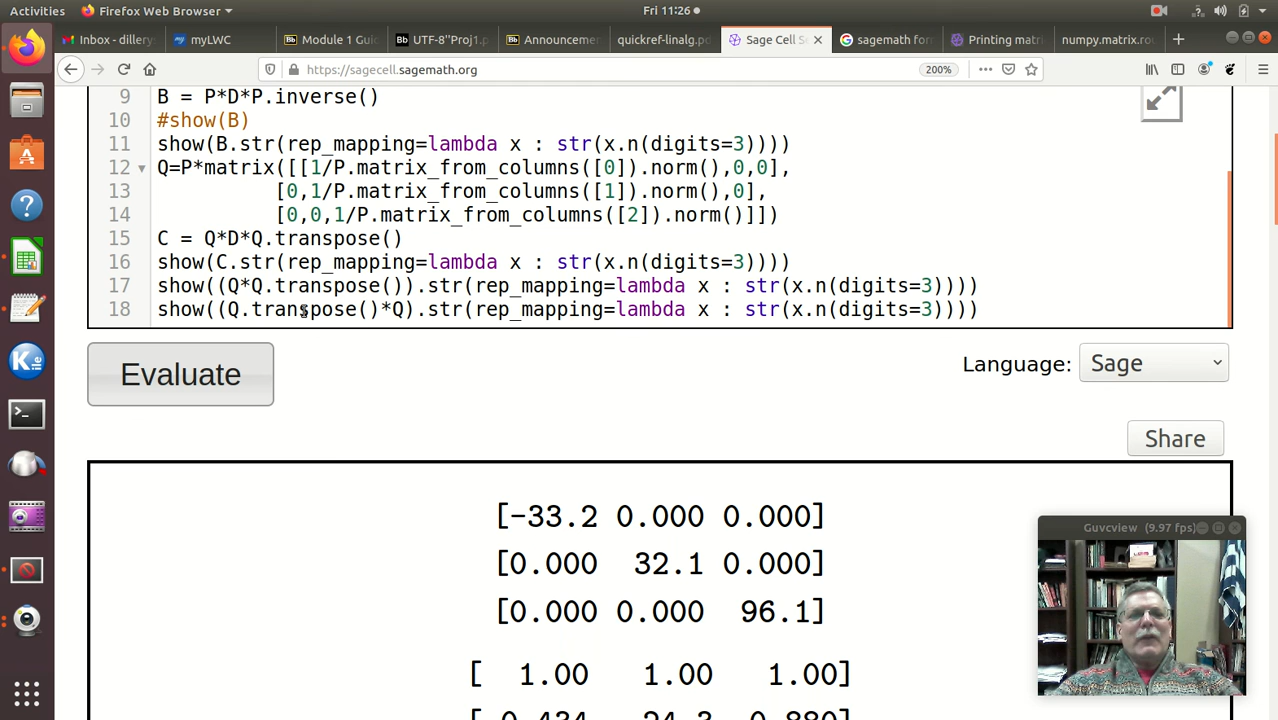 Activities Firefox Web Browser Fri 11:26
Inbox - dillery myLWC Module 1 Gui UTF-8''Proj1.p Announcemen quickref-linalg.pd Sage Cell S sagemath for Printing matri numpy.matrix.ro
https://sagecell.sagemath.org 200%
9 B = P*D*P.inverse()
10 #show(B)
11 show(B.str(rep_mapping=lambda x : str(x.n(digits=3))))
12 Q=P*matrix([[1/P.matrix_from_columns([0]).norm(),0,0],
13 [0,1/P.matrix_from_columns([1]).norm(),0],
14 [0,0,1/P.matrix_from_columns([2]).norm()]])
15 C = Q*D*Q.transpose()
16 show(C.str(rep_mapping=lambda x : str(x.n(digits=3))))
17 show((Q*Q.transpose()).str(rep_mapping=lambda x : str(x.n(digits=3))))
18 show((Q.transpose()*Q).str(rep_mapping=lambda x : str(x.n(digits=3))))
Evaluate
Language: Sage
Share
[-33.2 0.000 0.000]
[0.000 32.1 0.000]
[0.000 0.000 96.1]
[ 1.00 1.00 1.00]
Guvcview (9.97 fps)